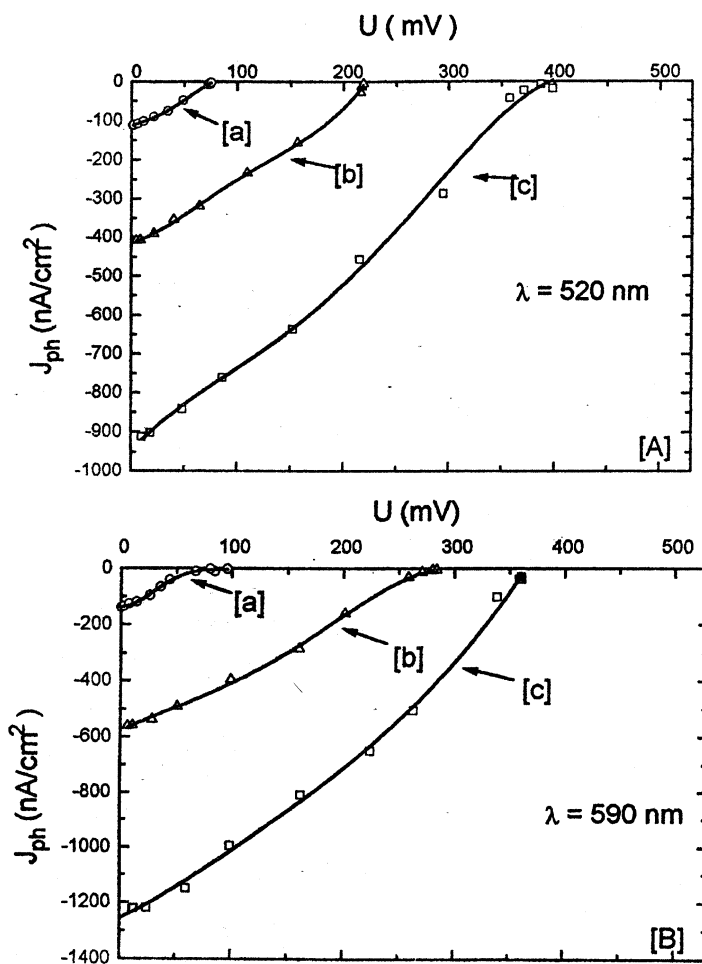 U ( mV)
0 100 200 300 400 500
0
-100
-200
-300
-400
-500
-600
-700
-800
-900
-1000
J_ph (nA/cm²)
[a]
[b]
[c]
λ = 520 nm
[A]
U (mV)
0 100 200 300 400 500
0
-200
-400
-600
-800
-1000
-1200
-1400
J_ph (nA/cm²)
[a]
[b]
[c]
λ = 590 nm
[B]